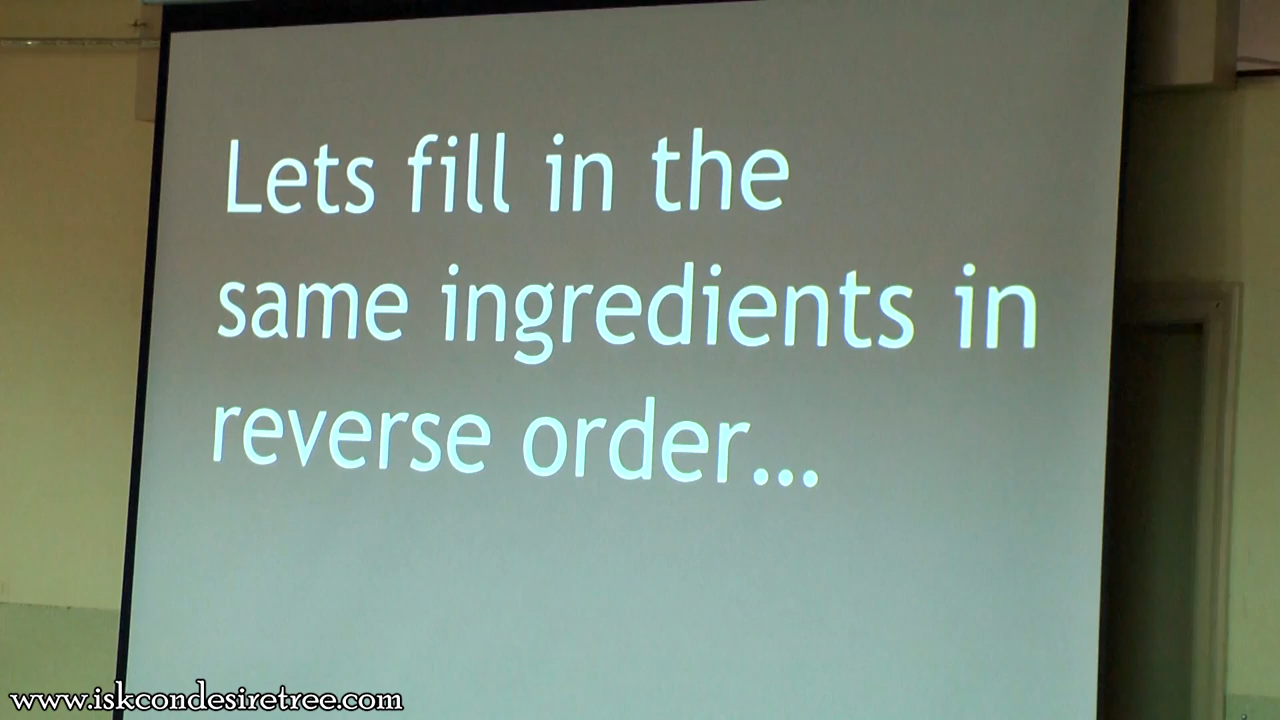 Lets fill in the
same ingredients in
reverse order...
www.iskcondesiretree.com